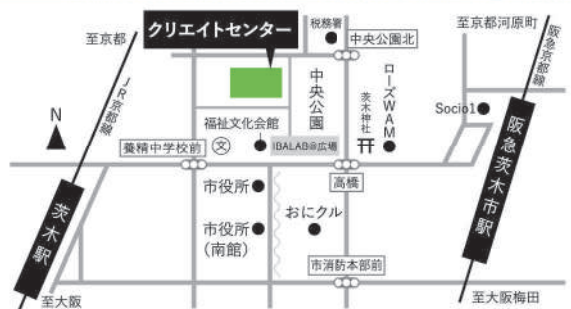 クリエイトセンター
税務署
中央公園北
至京都河原町
阪急京都線
至京都
JR京都線
中央公園
茨木神社
ローズWAM
Socio1
N
福祉文化会館
養精中学校前
文
IBALAB@広場
高橋
阪急茨木市駅
茨木駅
市役所
おにクル
市役所
(南館)
市消防本部前
至大阪
至大阪梅田